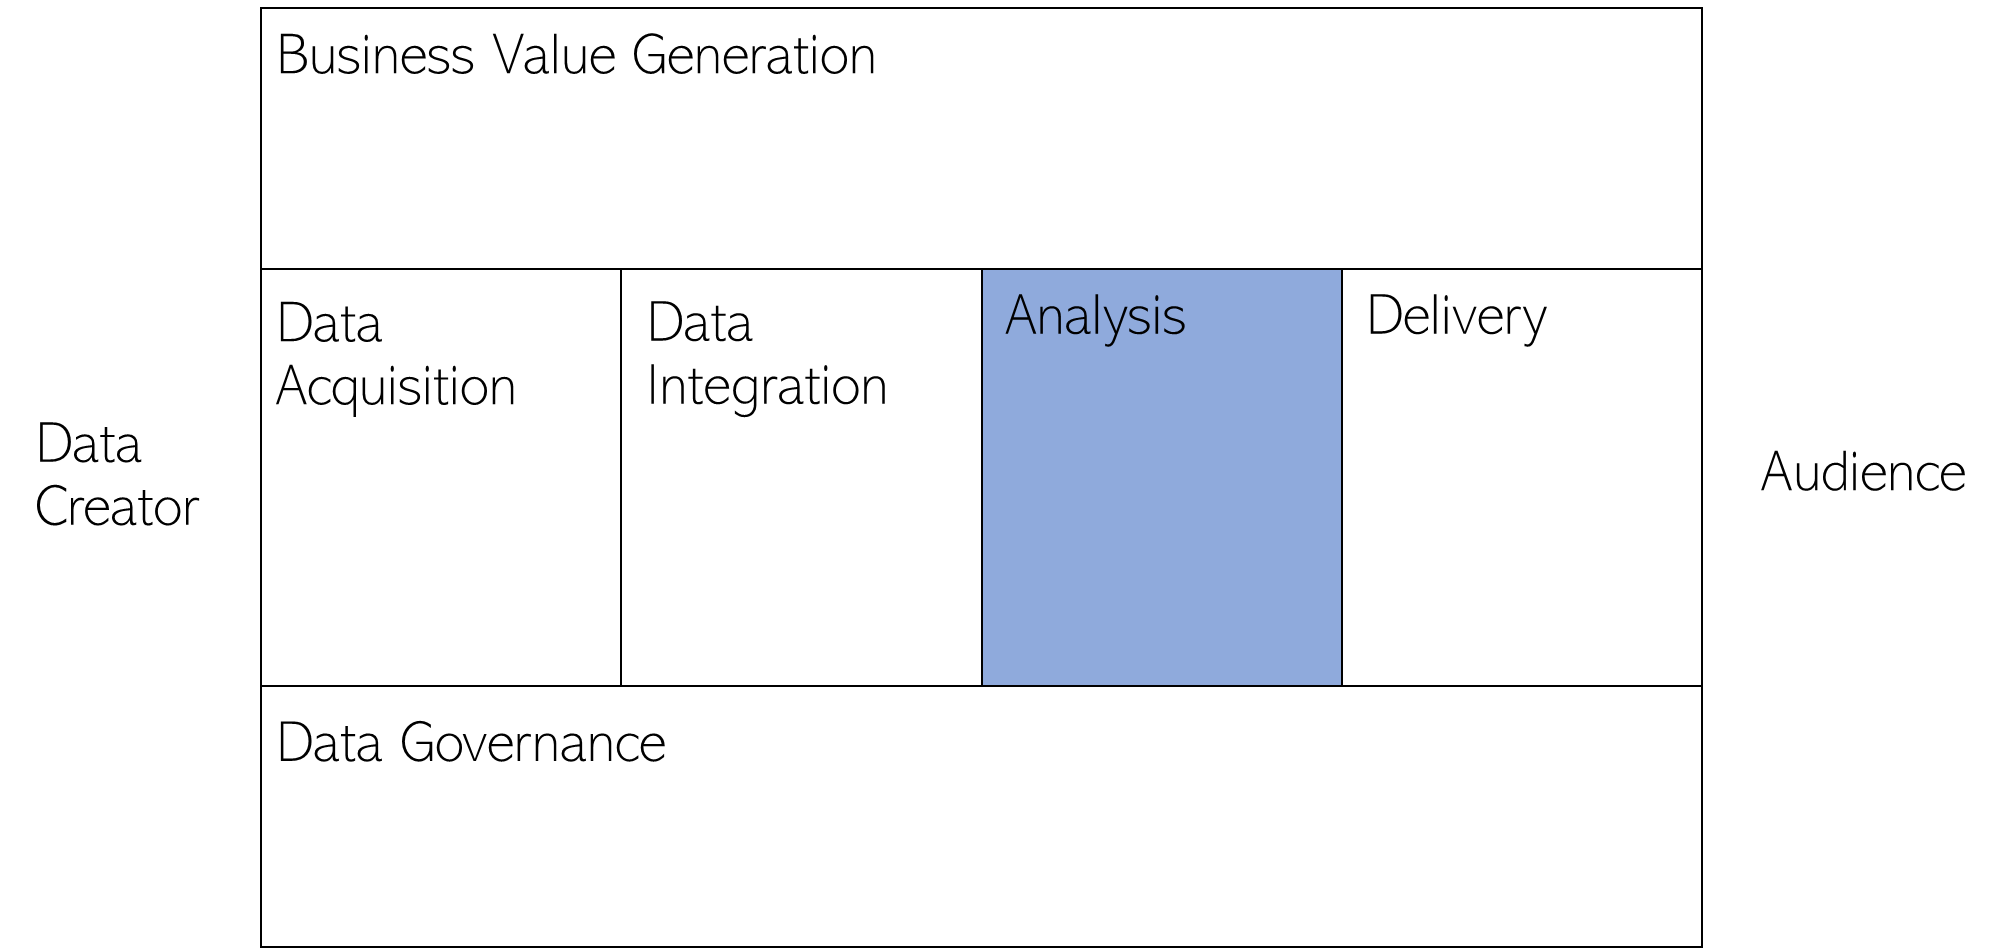 Business Value Generation
Data
Acquisition
Data
Integration
Analysis
Delivery
Data
Creator
Audience
Data Governance